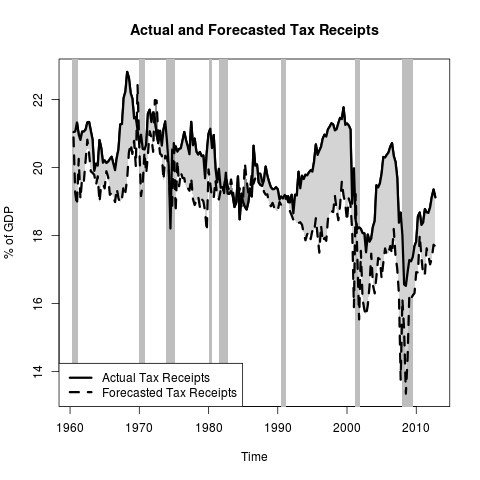 Actual and Forecasted Tax Receipts
% of GDP
22
20
18
16
14
Actual Tax Receipts
Forecasted Tax Receipts
1960 1970 1980 1990 2000 2010
Time